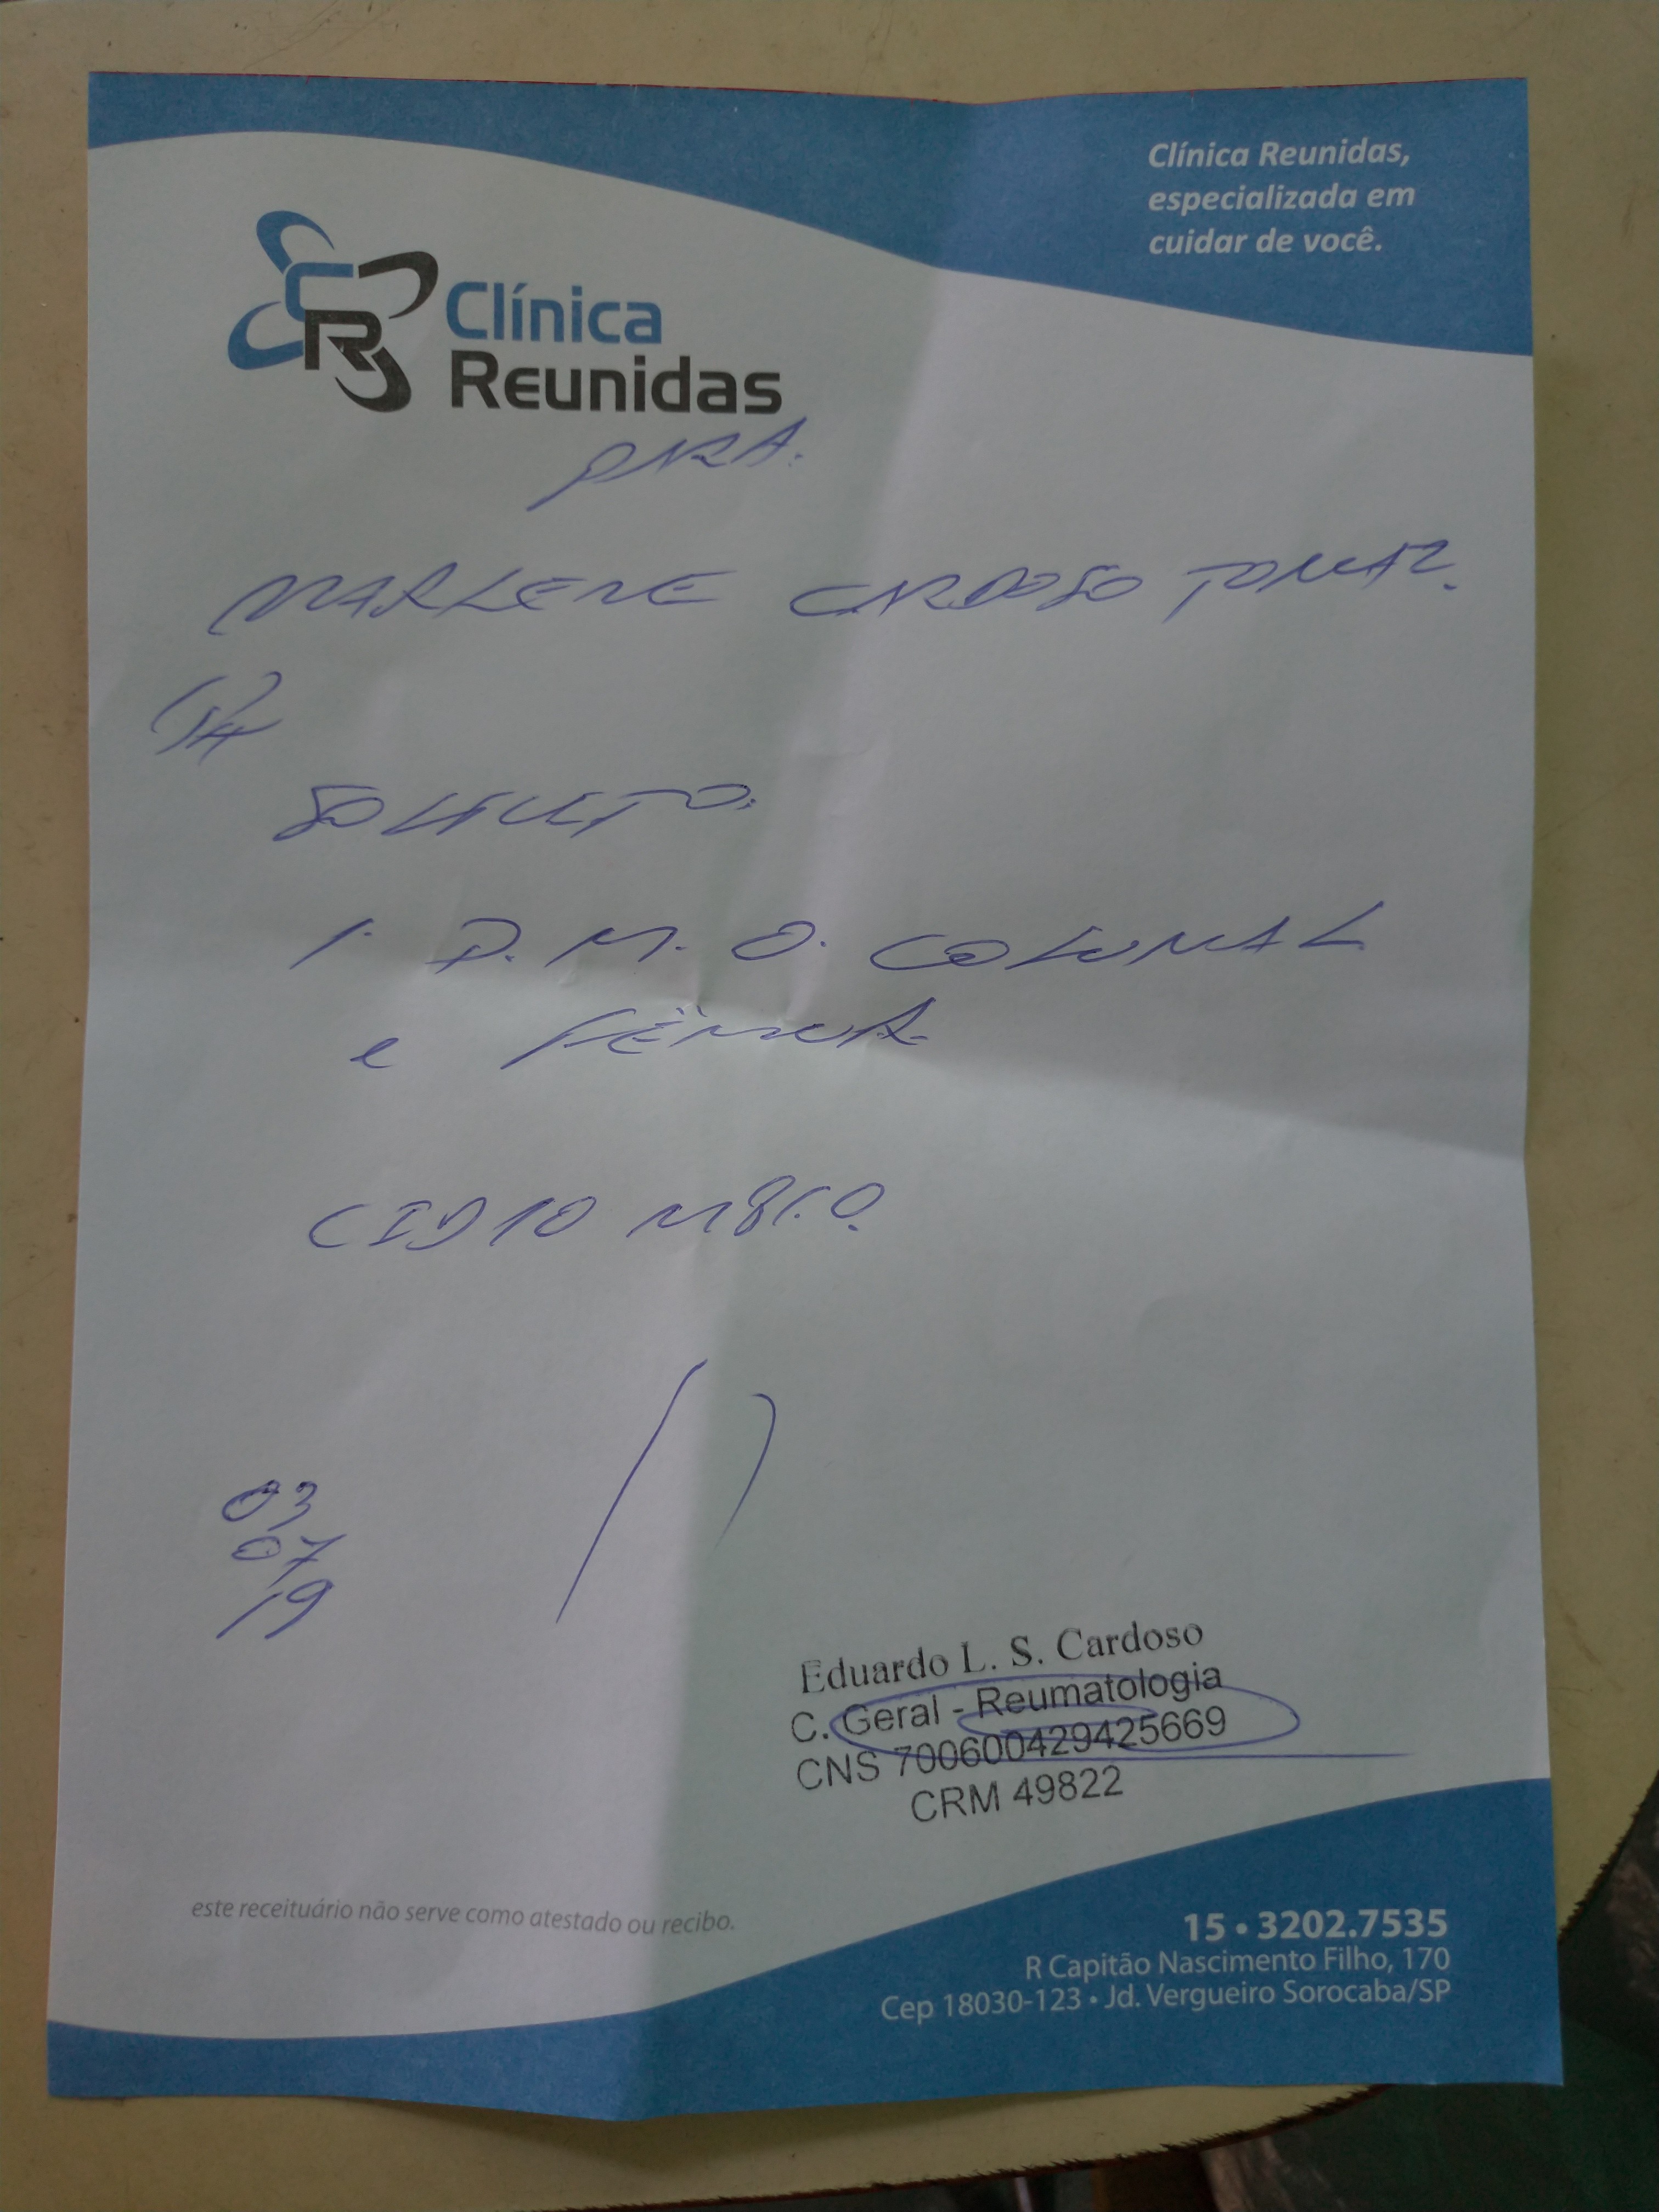 Clínica Reunidas,
especializada em
cuidar de você.
CR Clínica
Reunidas
PARA.
MARLENE CARDOSO TOMAZ.
SOLICITO:
1. D. M. O. COLUNA L
e FÊMUR
CID 10 M81.0.
03
07
19
Eduardo L. S. Cardoso
C. Geral - Reumatologia
CNS 700600429425669
CRM 49822
este receituário não serve como atestado ou recibo.
15 • 3202.7535
R Capitão Nascimento Filho, 170
Cep 18030-123 • Jd. Vergueiro Sorocaba/SP